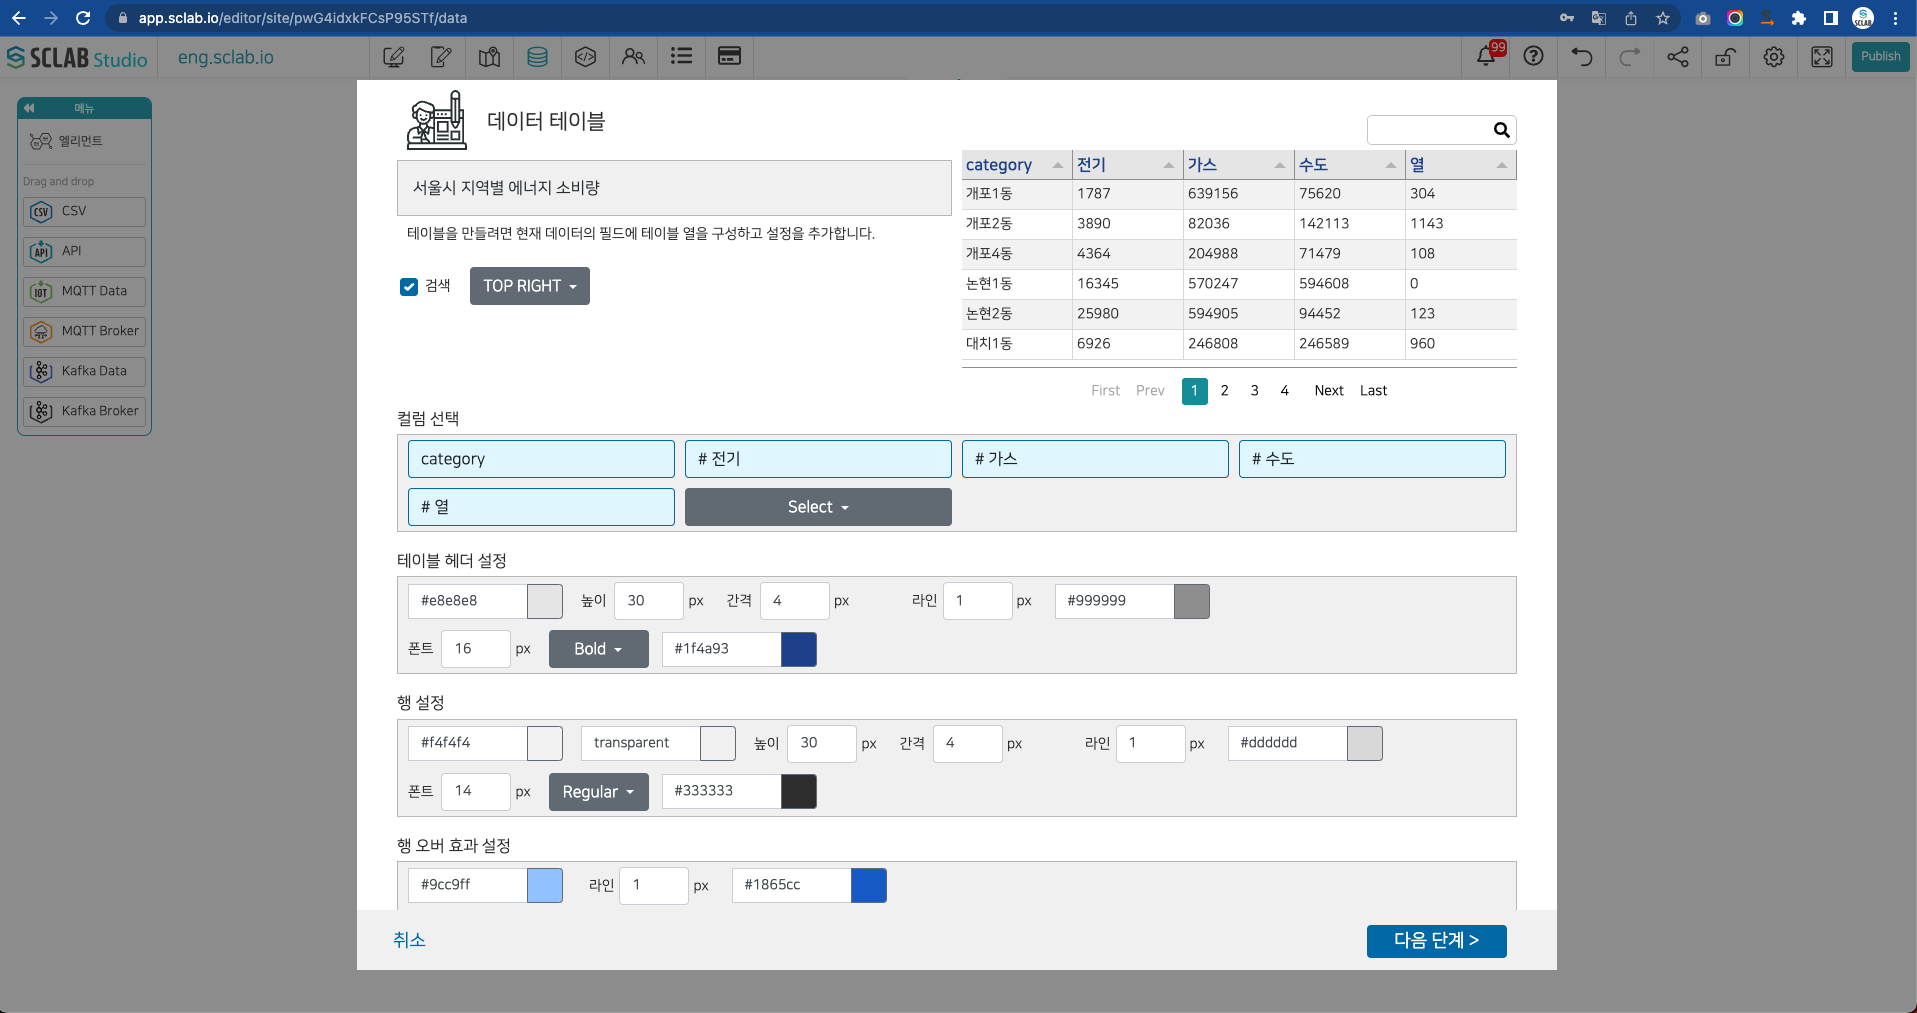 app.sclab.io/editor/site/pwG4idxkFCsP95STf/data
SCLAB Studio
eng.sclab.io
99
Publish
메뉴
엘리먼트
Drag and drop
CSV CSV
API API
IOT MQTT Data
MQTT Broker
Kafka Data
Kafka Broker
데이터 테이블
서울시 지역별 에너지 소비량
테이블을 만들려면 현재 데이터의 필드에 테이블 열을 구성하고 설정을 추가합니다.
검색 TOP RIGHT
category 전기 가스 수도 열
개포1동 1787 639156 75620 304
개포2동 3890 82036 142113 1143
개포4동 4364 204988 71479 108
논현1동 16345 570247 594608 0
논현2동 25980 594905 94452 123
대치1동 6926 246808 246589 960
First Prev 1 2 3 4 Next Last
컬럼 선택
category # 전기 # 가스 # 수도
# 열 Select
테이블 헤더 설정
#e8e8e8 높이 30 px 간격 4 px 라인 1 px #999999
폰트 16 px Bold #1f4a93
행 설정
#f4f4f4 transparent 높이 30 px 간격 4 px 라인 1 px #dddddd
폰트 14 px Regular #333333
행 오버 효과 설정
#9cc9ff 라인 1 px #1865cc
취소 다음 단계 >